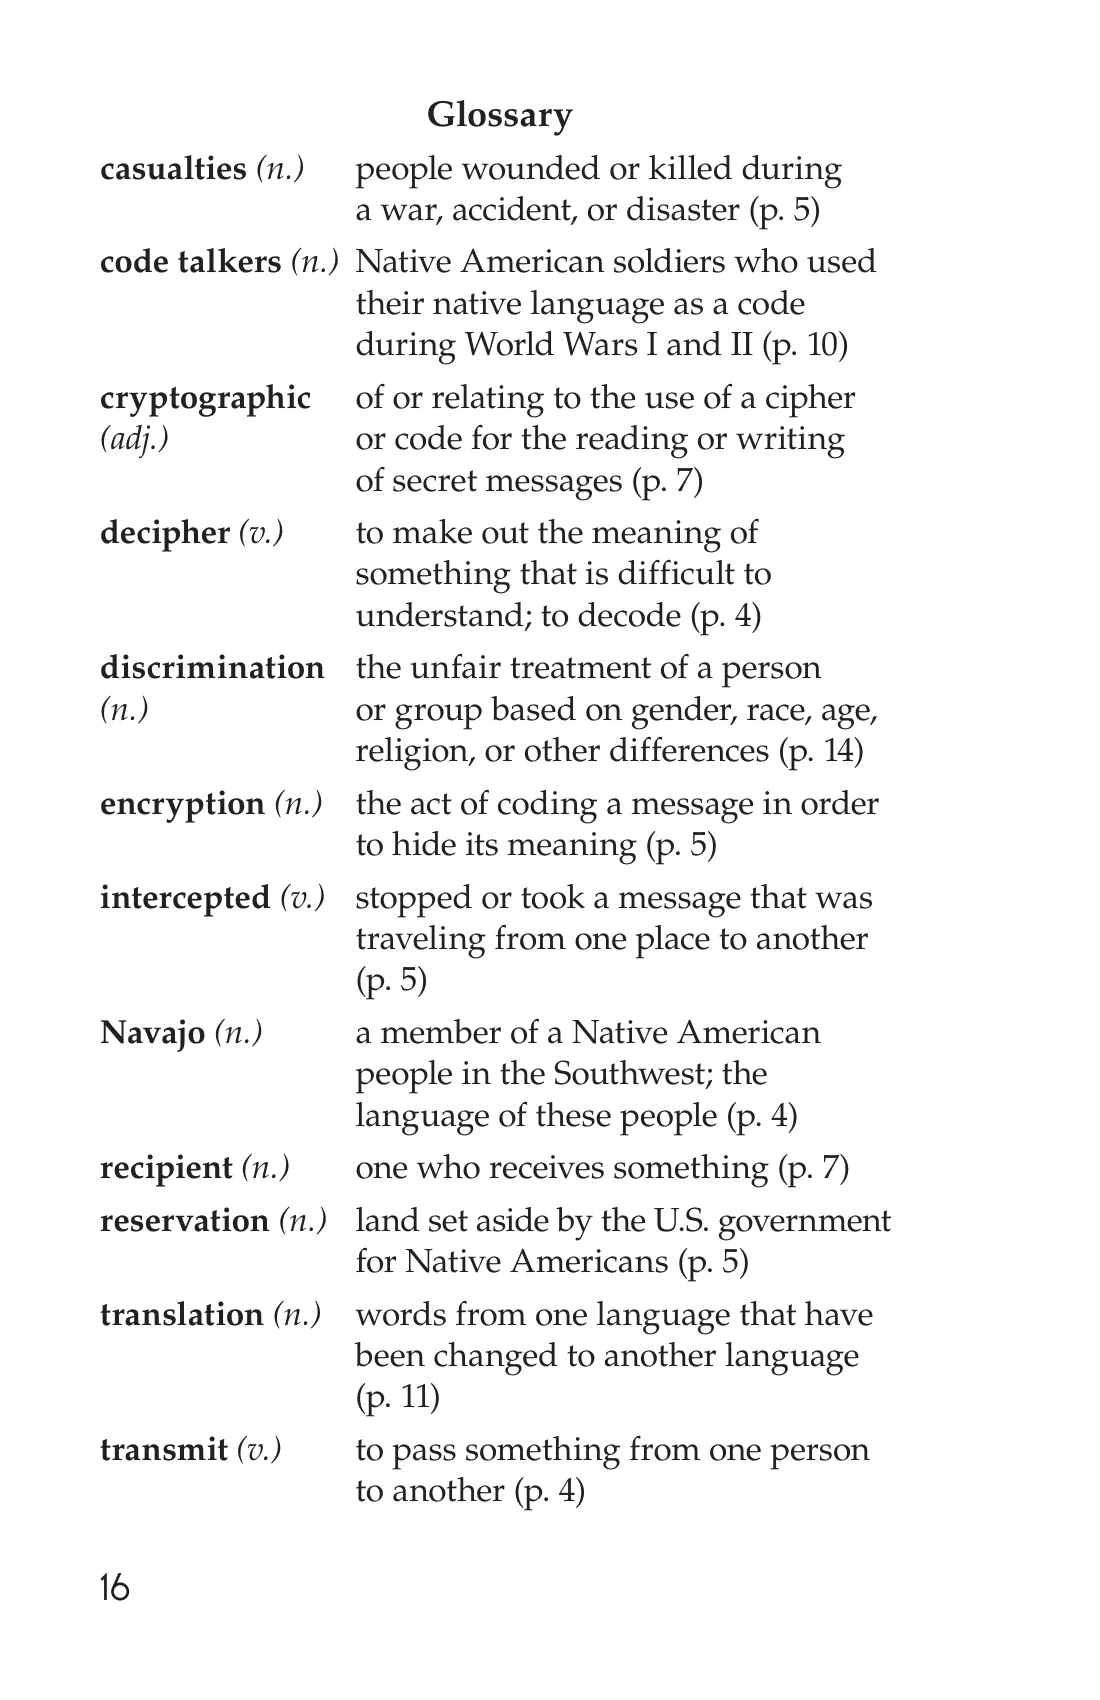 Glossary
casualties (n.) people wounded or killed during
a war, accident, or disaster (p. 5)
code talkers (n.) Native American soldiers who used
their native language as a code
during World Wars I and II (p. 10)
cryptographic of or relating to the use of a cipher
(adj.) or code for the reading or writing
of secret messages (p. 7)
decipher (v.) to make out the meaning of
something that is difficult to
understand; to decode (p. 4)
discrimination the unfair treatment of a person
(n.) or group based on gender, race, age,
religion, or other differences (p. 14)
encryption (n.) the act of coding a message in order
to hide its meaning (p. 5)
intercepted (v.) stopped or took a message that was
traveling from one place to another
(p. 5)
Navajo (n.) a member of a Native American
people in the Southwest; the
language of these people (p. 4)
recipient (n.) one who receives something (p. 7)
reservation (n.) land set aside by the U.S. government
for Native Americans (p. 5)
translation (n.) words from one language that have
been changed to another language
(p. 11)
transmit (v.) to pass something from one person
to another (p. 4)
16